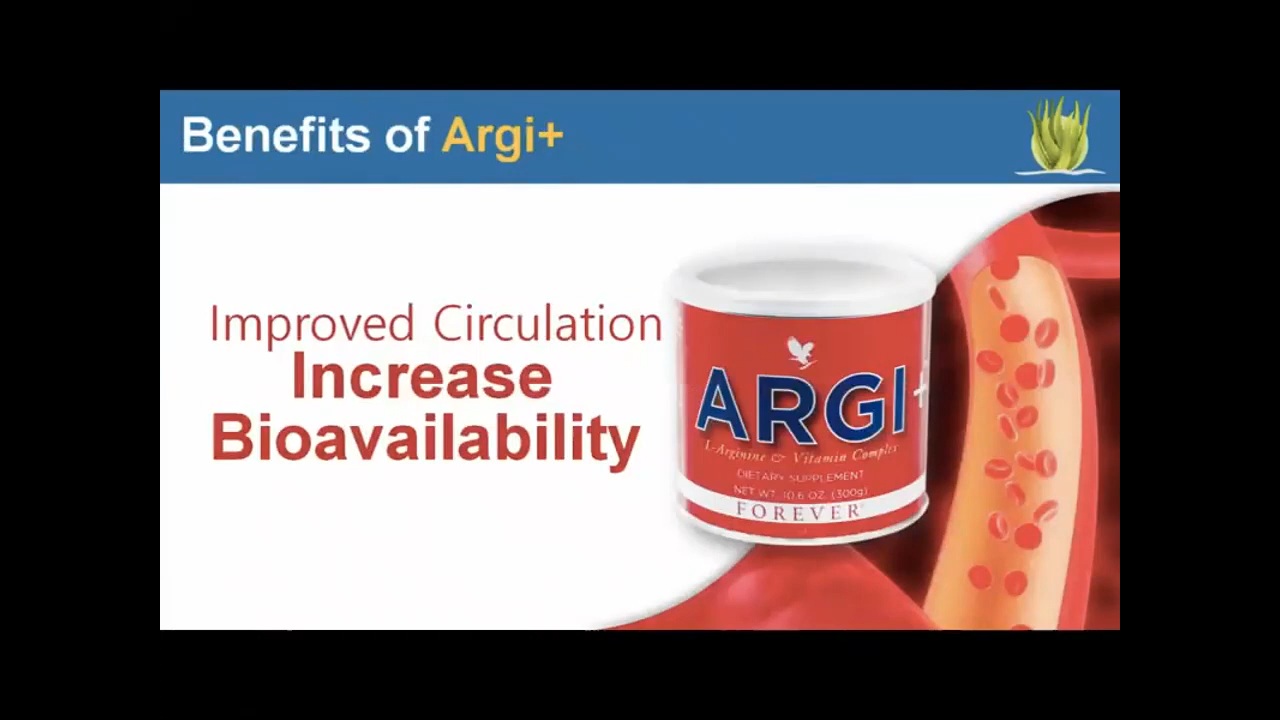 Benefits of Argi+
Improved Circulation
Increase
Bioavailability
ARGI+
L-Arginine & Vitamin Complex
DIETARY SUPPLEMENT
NET WT. 10.6 OZ. (300g)
FOREVER